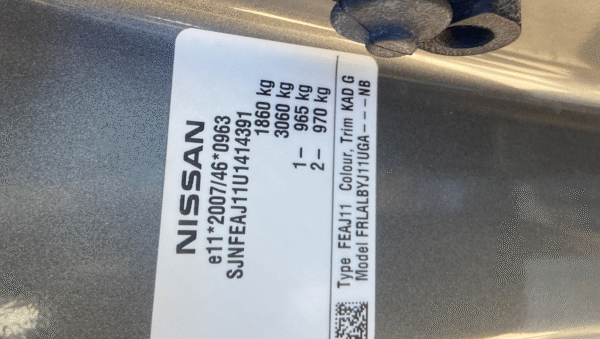 NISSAN
e11*2007/46*0963
SJNFEAJ11U1414391
1860 kg
3060 kg
1– 965 kg
2– 970 kg
Type FEAJ11 Colour, Trim KAD G
Model FRLALBYJ11UGA----NB